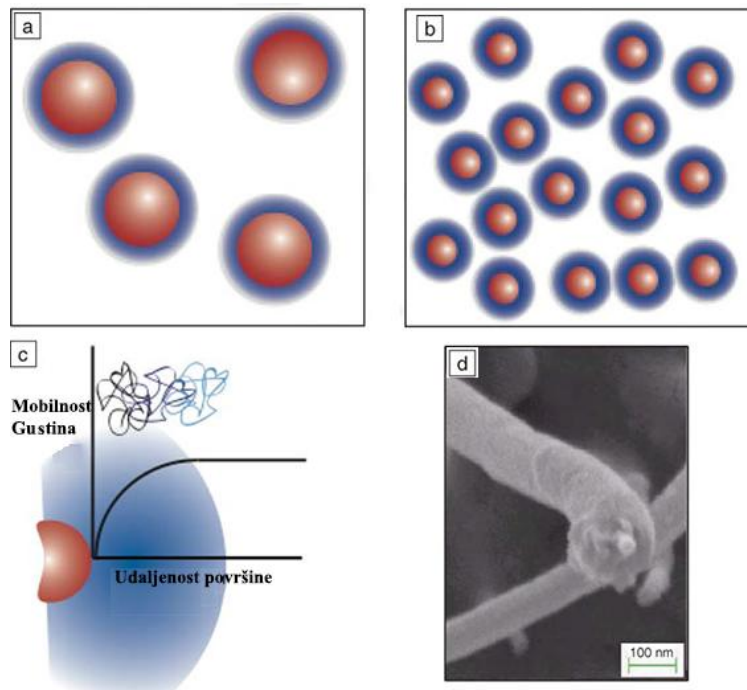 a
b
c
Mobilnost
Gustina
Udaljenost površine
d
100 nm